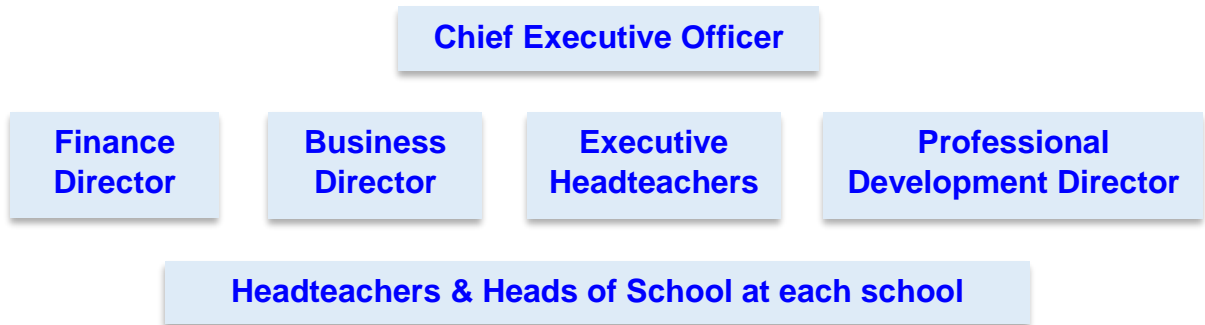 Chief Executive Officer
Finance
Director
Business
Director
Executive
Headteachers
Professional
Development Director
Headteachers & Heads of School at each school